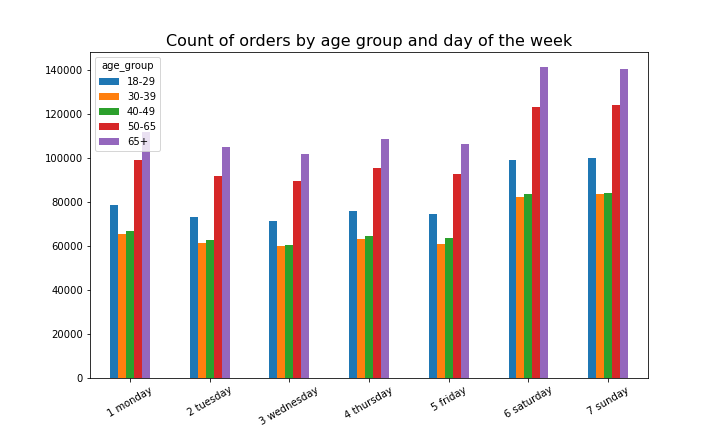 Count of orders by age group and day of the week
age_group
18-29
30-39
40-49
50-65
65+
140000
120000
100000
80000
60000
40000
20000
0
1 monday
2 tuesday
3 wednesday
4 thursday
5 friday
6 saturday
7 sunday